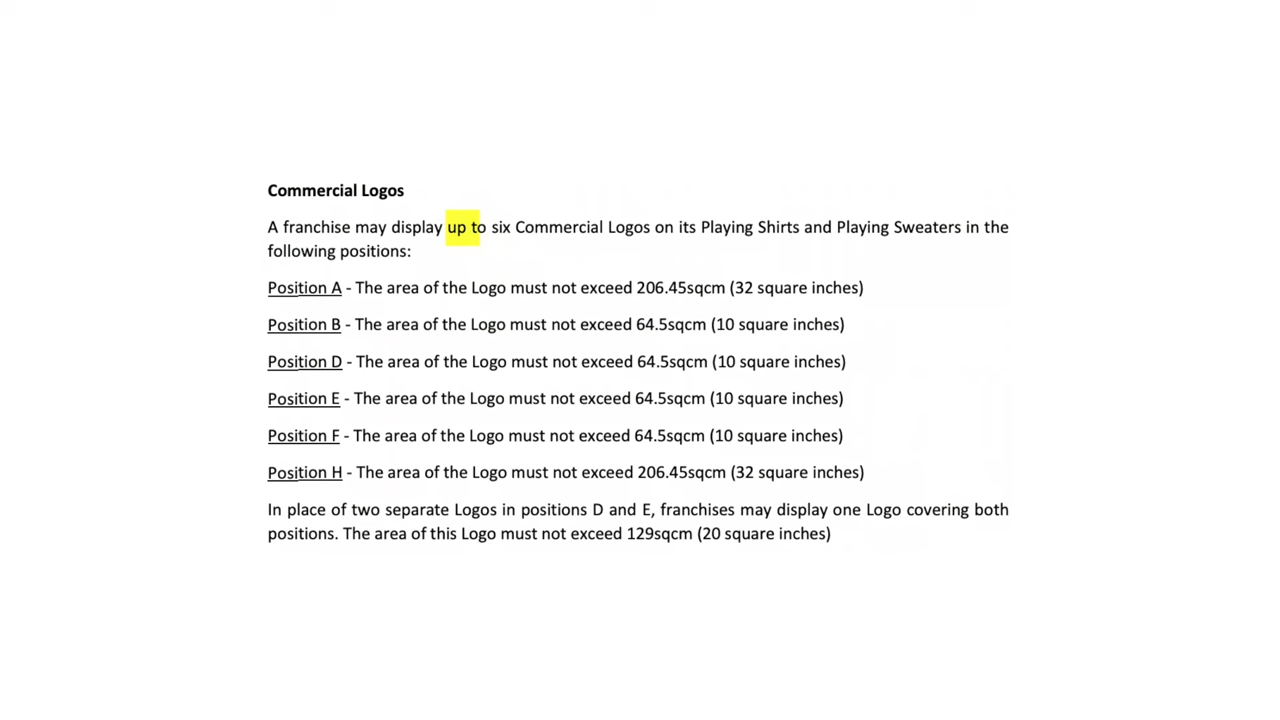 Commercial Logos
A franchise may display up to six Commercial Logos on its Playing Shirts and Playing Sweaters in the
following positions:
Position A - The area of the Logo must not exceed 206.45sqcm (32 square inches)
Position B - The area of the Logo must not exceed 64.5sqcm (10 square inches)
Position D - The area of the Logo must not exceed 64.5sqcm (10 square inches)
Position E - The area of the Logo must not exceed 64.5sqcm (10 square inches)
Position F - The area of the Logo must not exceed 64.5sqcm (10 square inches)
Position H - The area of the Logo must not exceed 206.45sqcm (32 square inches)
In place of two separate Logos in positions D and E, franchises may display one Logo covering both
positions. The area of this Logo must not exceed 129sqcm (20 square inches)